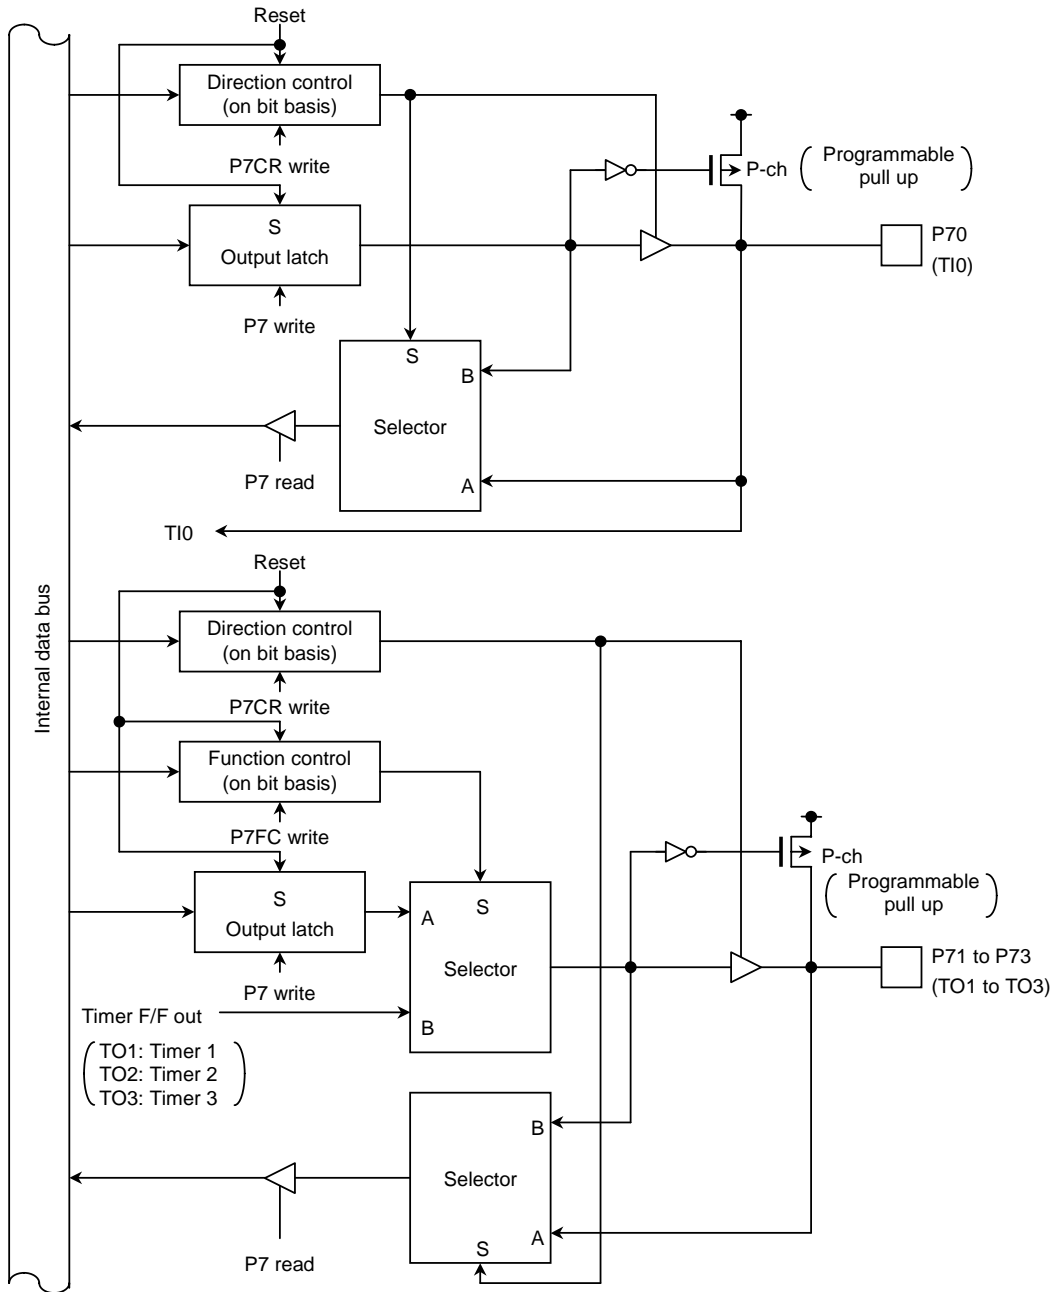 Reset
Direction control
(on bit basis)
P7CR write
P-ch
Programmable
pull up
S
Output latch
P7 write
P70
(TI0)
S
B
Selector
A
P7 read
TI0
Internal data bus
Reset
Direction control
(on bit basis)
P7CR write
Function control
(on bit basis)
P7FC write
P-ch
Programmable
pull up
S
Output latch
P7 write
A
S
Selector
B
P71 to P73
(TO1 to TO3)
Timer F/F out
TO1: Timer 1
TO2: Timer 2
TO3: Timer 3
B
Selector
A
S
P7 read